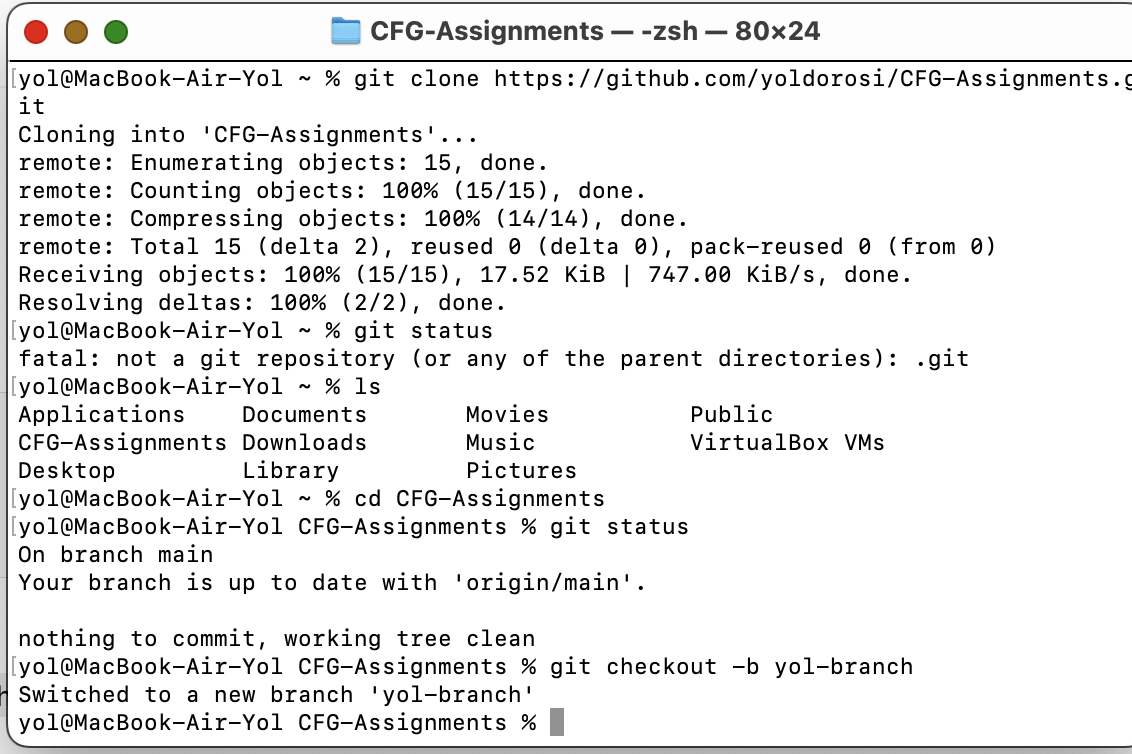 CFG-Assignments — -zsh — 80×24
[yol@MacBook-Air-Yol ~ % git clone https://github.com/yoldorosi/CFG-Assignments.g
it
Cloning into 'CFG-Assignments'...
remote: Enumerating objects: 15, done.
remote: Counting objects: 100% (15/15), done.
remote: Compressing objects: 100% (14/14), done.
remote: Total 15 (delta 2), reused 0 (delta 0), pack-reused 0 (from 0)
Receiving objects: 100% (15/15), 17.52 KiB | 747.00 KiB/s, done.
Resolving deltas: 100% (2/2), done.
[yol@MacBook-Air-Yol ~ % git status
fatal: not a git repository (or any of the parent directories): .git
[yol@MacBook-Air-Yol ~ % ls
Applications    Documents       Movies          Public
CFG-Assignments Downloads       Music           VirtualBox VMs
Desktop         Library         Pictures
[yol@MacBook-Air-Yol ~ % cd CFG-Assignments
[yol@MacBook-Air-Yol CFG-Assignments % git status
On branch main
Your branch is up to date with 'origin/main'.

nothing to commit, working tree clean
[yol@MacBook-Air-Yol CFG-Assignments % git checkout -b yol-branch
Switched to a new branch 'yol-branch'
yol@MacBook-Air-Yol CFG-Assignments %